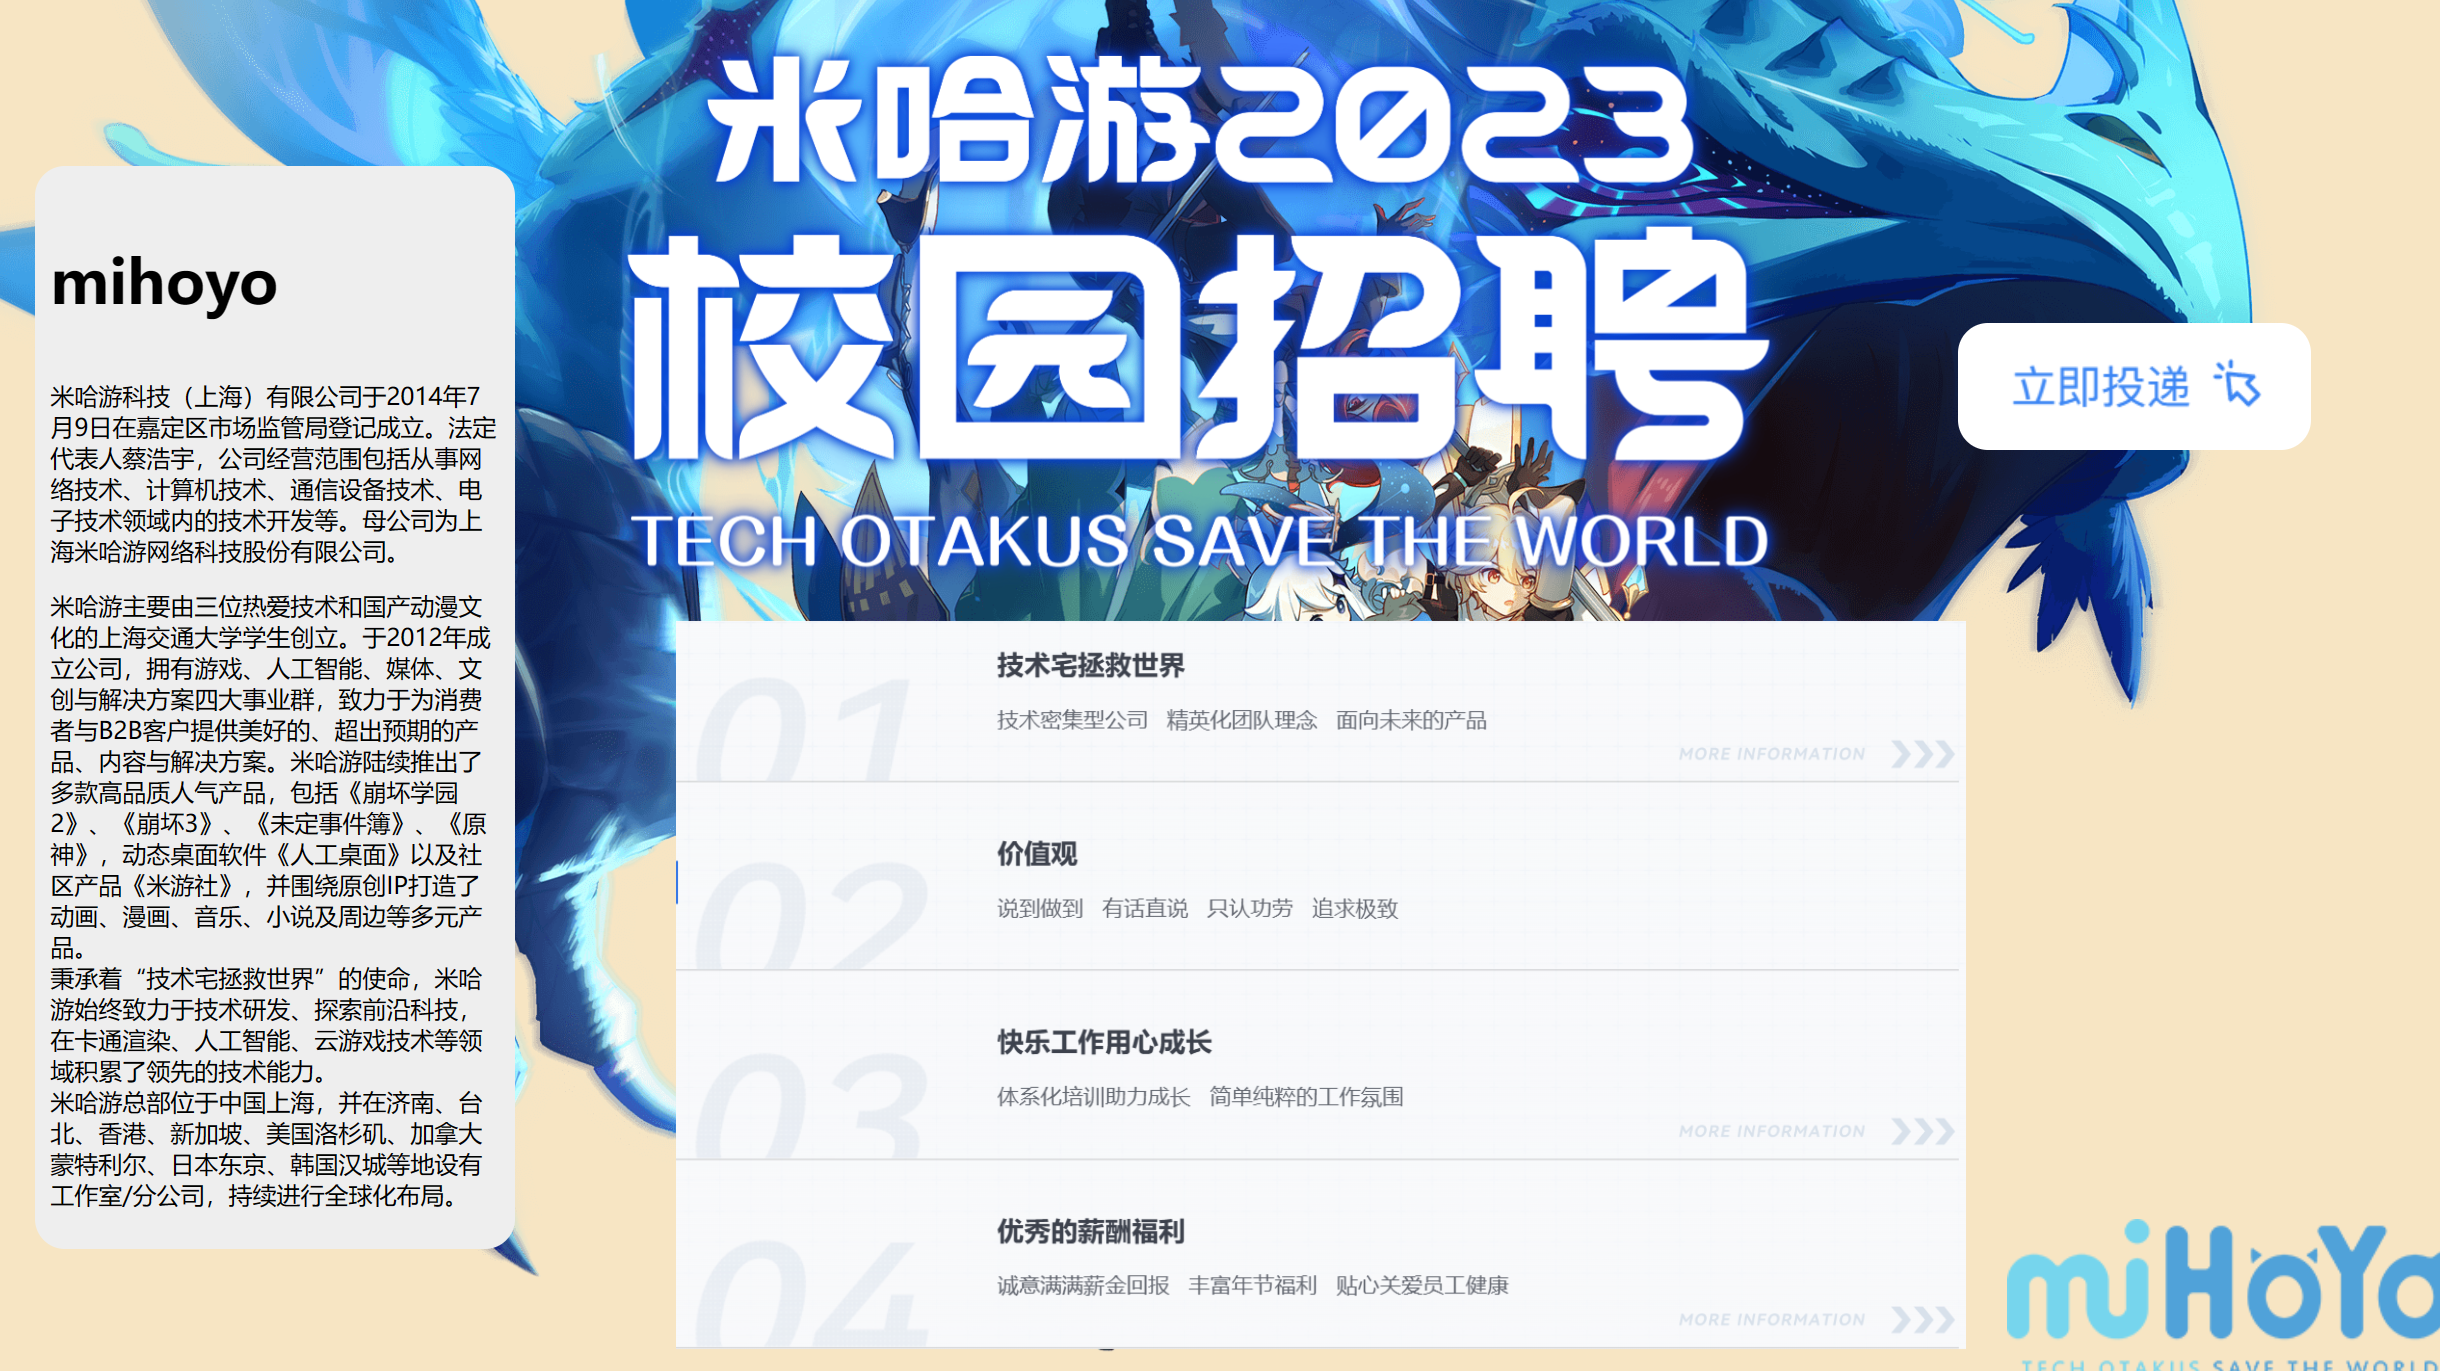 米哈游2023
校园招聘
TECH OTAKUS SAVE THE WORLD
mihoyo
米哈游科技（上海）有限公司于2014年7
月9日在嘉定区市场监管局登记成立。法定
代表人蔡浩宇，公司经营范围包括从事网
络技术、计算机技术、通信设备技术、电
子技术领域内的技术开发等。母公司为上
海米哈游网络科技股份有限公司。
米哈游主要由三位热爱技术和国产动漫文
化的上海交通大学学生创立。于2012年成
立公司，拥有游戏、人工智能、媒体、文
创与解决方案四大事业群，致力于为消费
者与B2B客户提供美好的、超出预期的产
品、内容与解决方案。米哈游陆续推出了
多款高品质人气产品，包括《崩坏学园
2》、《崩坏3》、《未定事件簿》、《原
神》，动态桌面软件《人工桌面》以及社
区产品《米游社》，并围绕原创IP打造了
动画、漫画、音乐、小说及周边等多元产
品。
秉承着“技术宅拯救世界”的使命，米哈
游始终致力于技术研发、探索前沿科技，
在卡通渲染、人工智能、云游戏技术等领
域积累了领先的技术能力。
米哈游总部位于中国上海，并在济南、台
北、香港、新加坡、美国洛杉矶、加拿大
蒙特利尔、日本东京、韩国汉城等地设有
工作室/分公司，持续进行全球化布局。
立即投递
01
技术宅拯救世界
技术密集型公司 精英化团队理念 面向未来的产品
MORE INFORMATION
02
价值观
说到做到 有话直说 只认功劳 追求极致
03
快乐工作用心成长
体系化培训助力成长 简单纯粹的工作氛围
MORE INFORMATION
04
优秀的薪酬福利
诚意满满薪金回报 丰富年节福利 贴心关爱员工健康
MORE INFORMATION
miHoYo
TECH OTAKUS SAVE THE WORLD